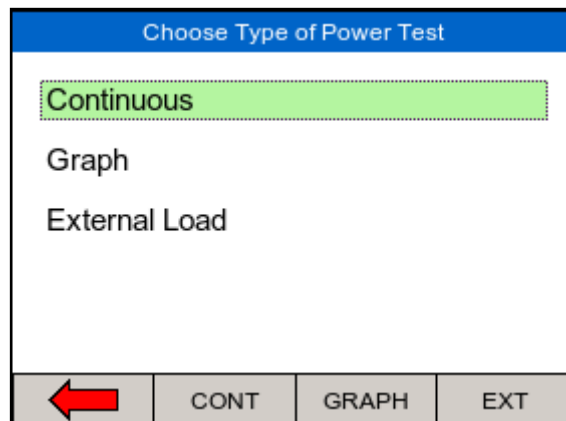 Choose Type of Power Test
Continuous
Graph
External Load
CONT GRAPH EXT